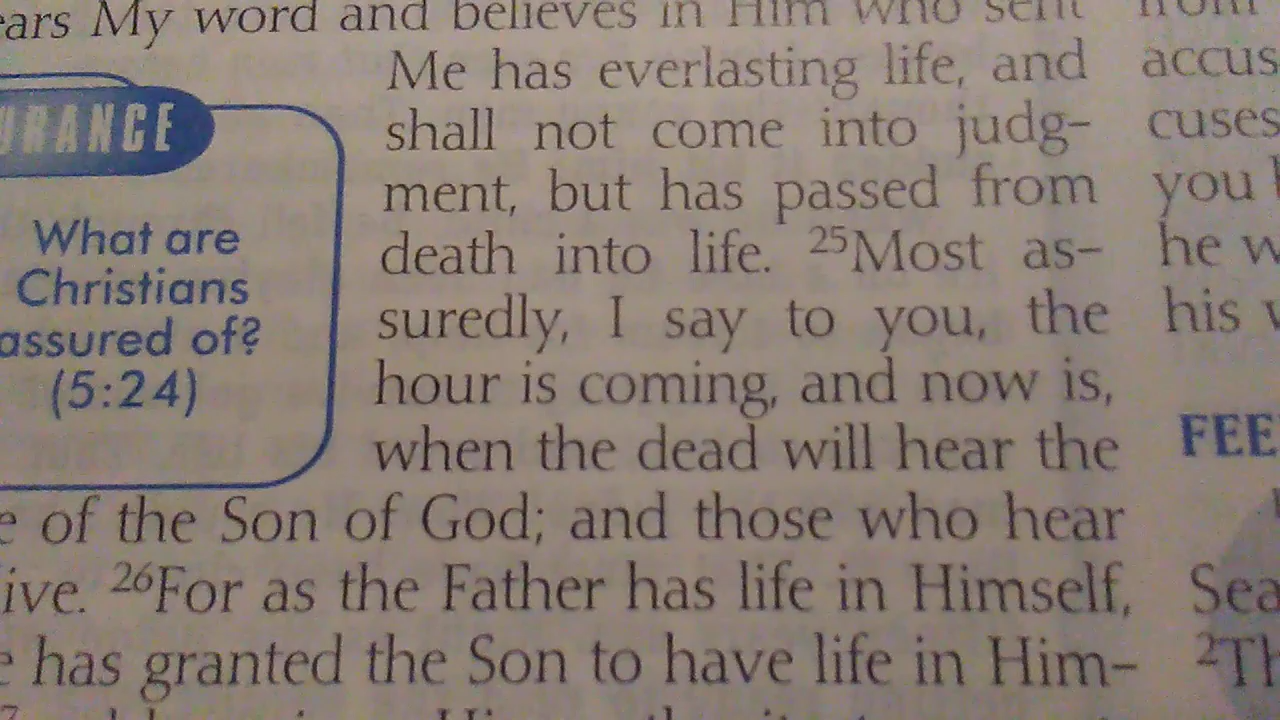 ears My word and believes in Him who sent
Me has everlasting life, and
shall not come into judg-
ment, but has passed from
death into life. 25Most as-
suredly, I say to you, the
hour is coming, and now is,
when the dead will hear the
e of the Son of God; and those who hear
ive. 26For as the Father has life in Himself,
e has granted the Son to have life in Him-
URANCE
What are
Christians
assured of?
(5:24)
from
accus
cuses
you
he w
his
FEE
Sea
2Th